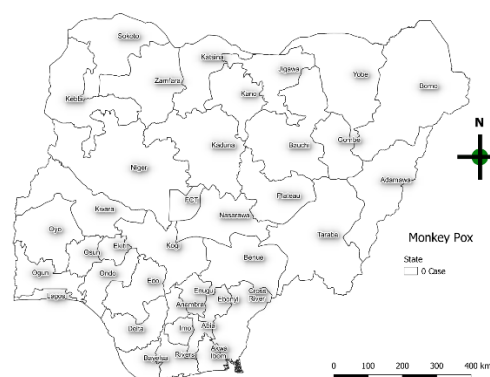 Sokoto
Katsina
Zamfara
Jigawa
Yobe
Borno
Kebbi
Kano
Kaduna
Bauchi
Gombe
Niger
Adamawa
Plateau
FCT
Kwara
Nasarawa
Oyo
Taraba
Ekiti
Kogi
Osun
Benue
Ogun
Ondo
Edo
Enugu
Ebonyi
Cross
River
Anambra
Lagos
Delta
Imo
Abia
Bayelsa
Rivers
Akwa
Ibom
N
Monkey Pox
State
0 Case
0 100 200 300 400 km